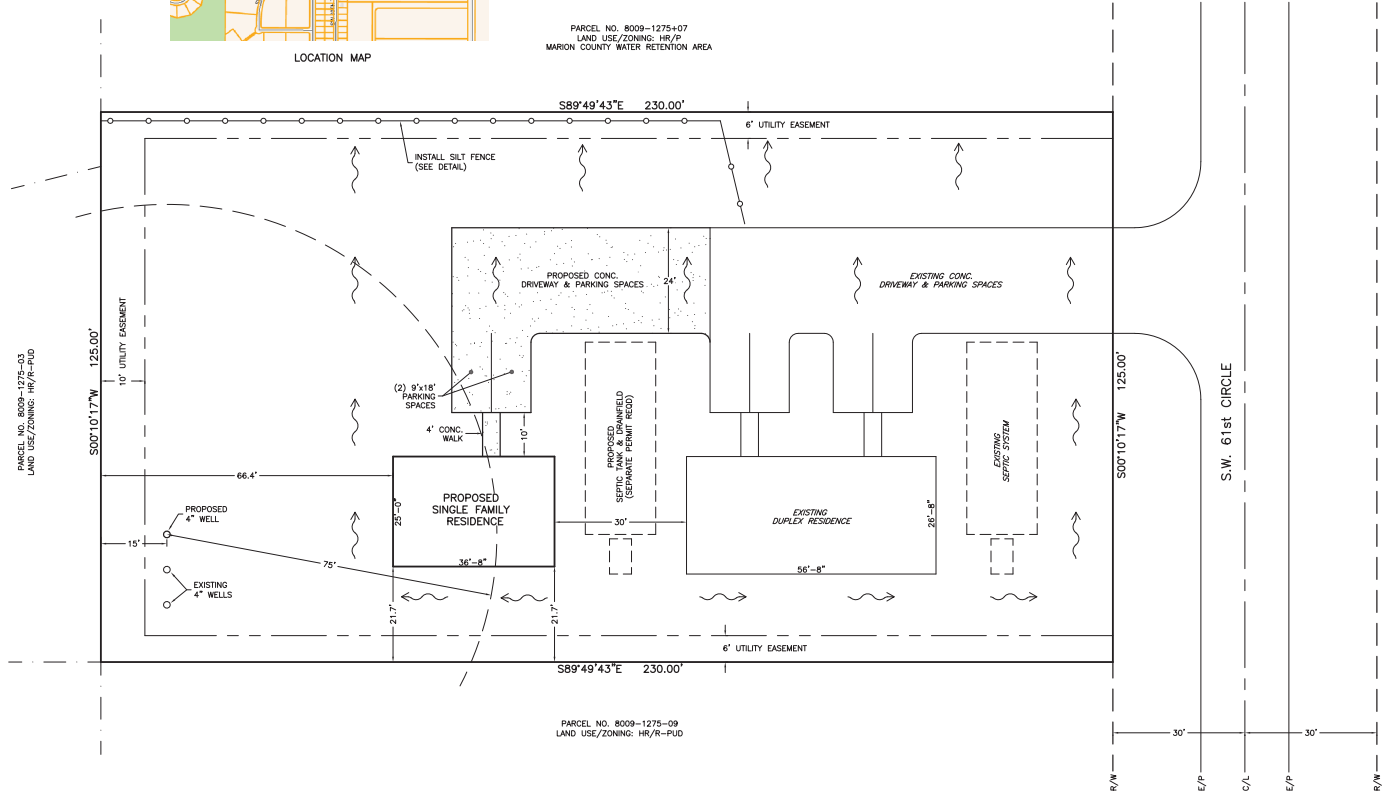 LOCATION MAP
PARCEL NO. 8009-1275+07
LAND USE/ZONING: HR/P
MARION COUNTY WATER RETENTION AREA
S89°49'43"E 230.00'
6' UTILITY EASEMENT
INSTALL SILT FENCE
(SEE DETAIL)
PARCEL NO. 8009-1275-03
LAND USE/ZONING: HR/R-PUD
S00°10'17"W 125.00'
10' UTILITY EASEMENT
PROPOSED CONC.
DRIVEWAY & PARKING SPACES
24'
EXISTING CONC.
DRIVEWAY & PARKING SPACES
(2) 9'x18'
PARKING
SPACES
4' CONC.
WALK
10'
PROPOSED
SEPTIC TANK & DRAINFIELD
(SEPARATE PERMIT REQD)
EXISTING
SEPTIC SYSTEM
S00°10'17"W 125.00'
S.W. 61st CIRCLE
66.4'
PROPOSED
SINGLE FAMILY
RESIDENCE
25'-0"
36'-8"
30'
EXISTING
DUPLEX RESIDENCE
26'-8"
56'-8"
PROPOSED
4" WELL
15'
75'
EXISTING
4" WELLS
21.7'
21.7'
6' UTILITY EASEMENT
S89°49'43"E 230.00'
PARCEL NO. 8009-1275-09
LAND USE/ZONING: HR/R-PUD
30'
30'
R/W
E/P
C/L
E/P
R/W